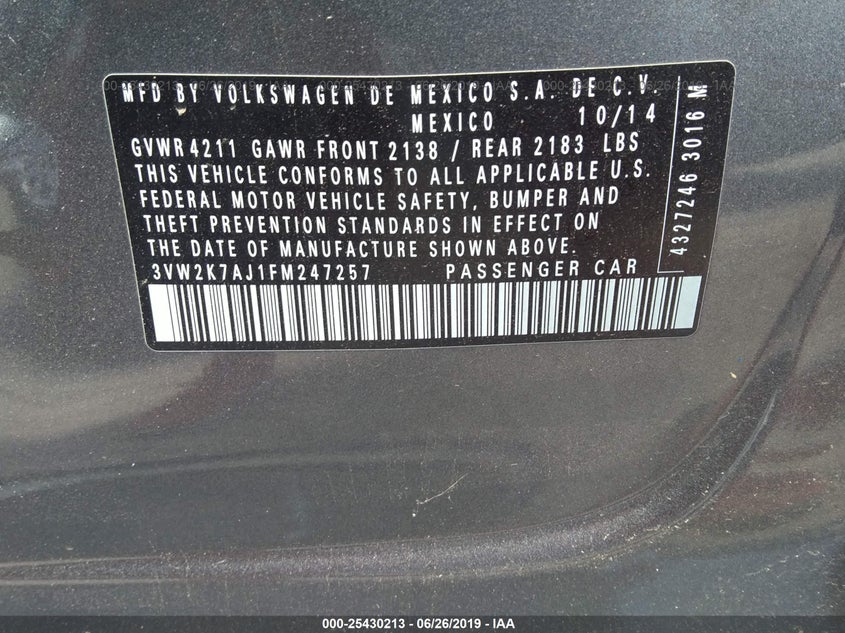 MFD BY VOLKSWAGEN DE MEXICO S.A. DE C.V
MEXICO 10/14
GVWR4211 GAWR FRONT 2138 / REAR 2183 LBS
THIS VEHICLE CONFORMS TO ALL APPLICABLE U.S.
FEDERAL MOTOR VEHICLE SAFETY, BUMPER AND
THEFT PREVENTION STANDARDS IN EFFECT ON
THE DATE OF MANUFACTURE SHOWN ABOVE.
3VW2K7AJ1FM247257 PASSENGER CAR
4327246 3016 M
000-25430213 - 06/26/2019 - IAA